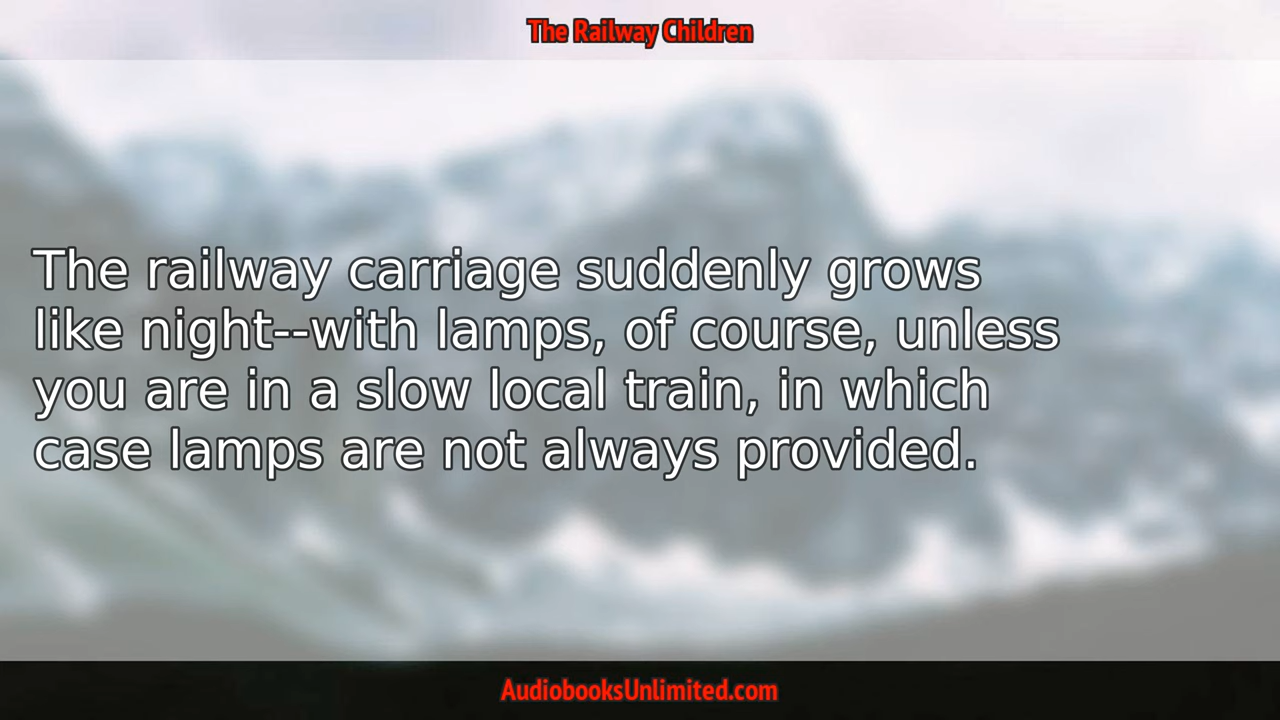 The Railway Children
The railway carriage suddenly grows
like night--with lamps, of course, unless
you are in a slow local train, in which
case lamps are not always provided.
AudiobooksUnlimited.com